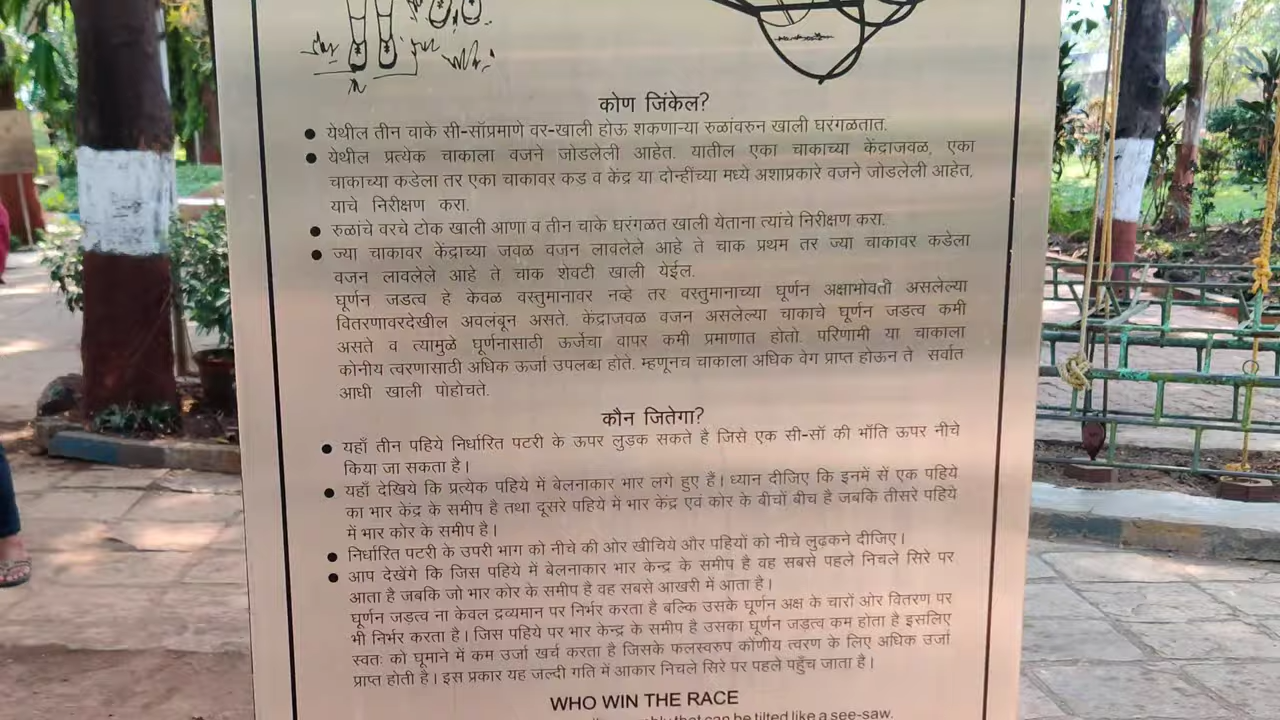 कोण जिंकेल?
● येथील तीन चाके सी-सॉप्रमाणे वर-खाली होऊ शकणाऱ्या रुळांवरुन खाली घरंगळतात.
● येथील प्रत्येक चाकाला वजने जोडलेली आहेत. यातील एका चाकाच्या केंद्राजवळ, एका
चाकाच्या कडेला तर एका चाकावर कड व केंद्र या दोन्हींच्या मध्ये अशाप्रकारे वजने जोडलेली आहेत,
याचे निरीक्षण करा.
● रुळांचे वरचे टोक खाली आणा व तीन चाके घरंगळत खाली येताना त्यांचे निरीक्षण करा.
● ज्या चाकावर केंद्राच्या जवळ वजन लावलेले आहे ते चाक प्रथम तर ज्या चाकावर कडेला
वजन लावलेले आहे ते चाक शेवटी खाली येईल.
घूर्णन जडत्व हे केवळ वस्तुमानावर नव्हे तर वस्तुमानाच्या घूर्णन अक्षाभोवती असलेल्या
वितरणावरदेखील अवलंबून असते. केंद्राजवळ वजन असलेल्या चाकाचे घूर्णन जडत्व कमी
असते व त्यामुळे घूर्णनासाठी ऊर्जेचा वापर कमी प्रमाणात होतो. परिणामी या चाकाला
कोनीय त्वरणासाठी अधिक ऊर्जा उपलब्ध होते. म्हणूनच चाकाला अधिक वेग प्राप्त होऊन ते सर्वात
आधी खाली पोहोचते.
कौन जितेगा?
● यहाँ तीन पहिये निर्धारित पटरी के ऊपर लुडक सकते है जिसे एक सी-सॉ की भाँति ऊपर नीचे
किया जा सकता है।
● यहाँ देखिये कि प्रत्येक पहिये में बेलनाकार भार लगे हुए हैं। ध्यान दीजिए कि इनमें सें एक पहिये
का भार केंद्र के समीप है तथा दूसरे पहिये में भार केंद्र एवं कोर के बीचों बीच है जबकि तीसरे पहिये
में भार कोर के समीप है।
● निर्धारित पटरी के उपरी भाग को नीचे की ओर खीचिये और पहियों को नीचे लुढकने दीजिए।
● आप देखेंगे कि जिस पहिये में बेलनाकार भार केन्द्र के समीप है वह सबसे पहले निचले सिरे पर
आता है जबकि जो भार कोर के समीप है वह सबसे आखरी में आता है।
घूर्णन जड़त्व ना केवल द्रव्यमान पर निर्भर करता है बल्कि उसके घूर्णन अक्ष के चारों ओर वितरण पर
भी निर्भर करता है। जिस पहिये पर भार केन्द्र के समीप है उसका घूर्णन जड़त्व कम होता है इसलिए
स्वतः को घूमाने में कम उर्जा खर्च करता है जिसके फलस्वरुप कोणीय त्वरण के लिए अधिक उर्जा
प्राप्त होती है। इस प्रकार यह जल्दी गति में आकार निचले सिरे पर पहले पहुँच जाता है।
WHO WIN THE RACE
that can be tilted like a see-saw.